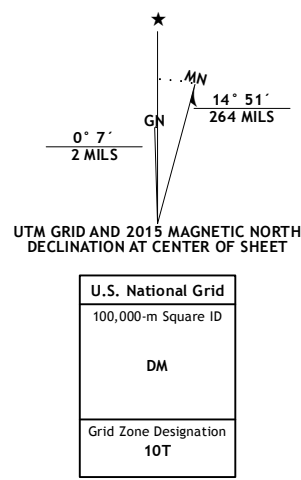 MN
GN
14° 51´
264 MILS
0° 7´
2 MILS
UTM GRID AND 2015 MAGNETIC NORTH
DECLINATION AT CENTER OF SHEET
U.S. National Grid
100,000-m Square ID
DM
Grid Zone Designation
10T